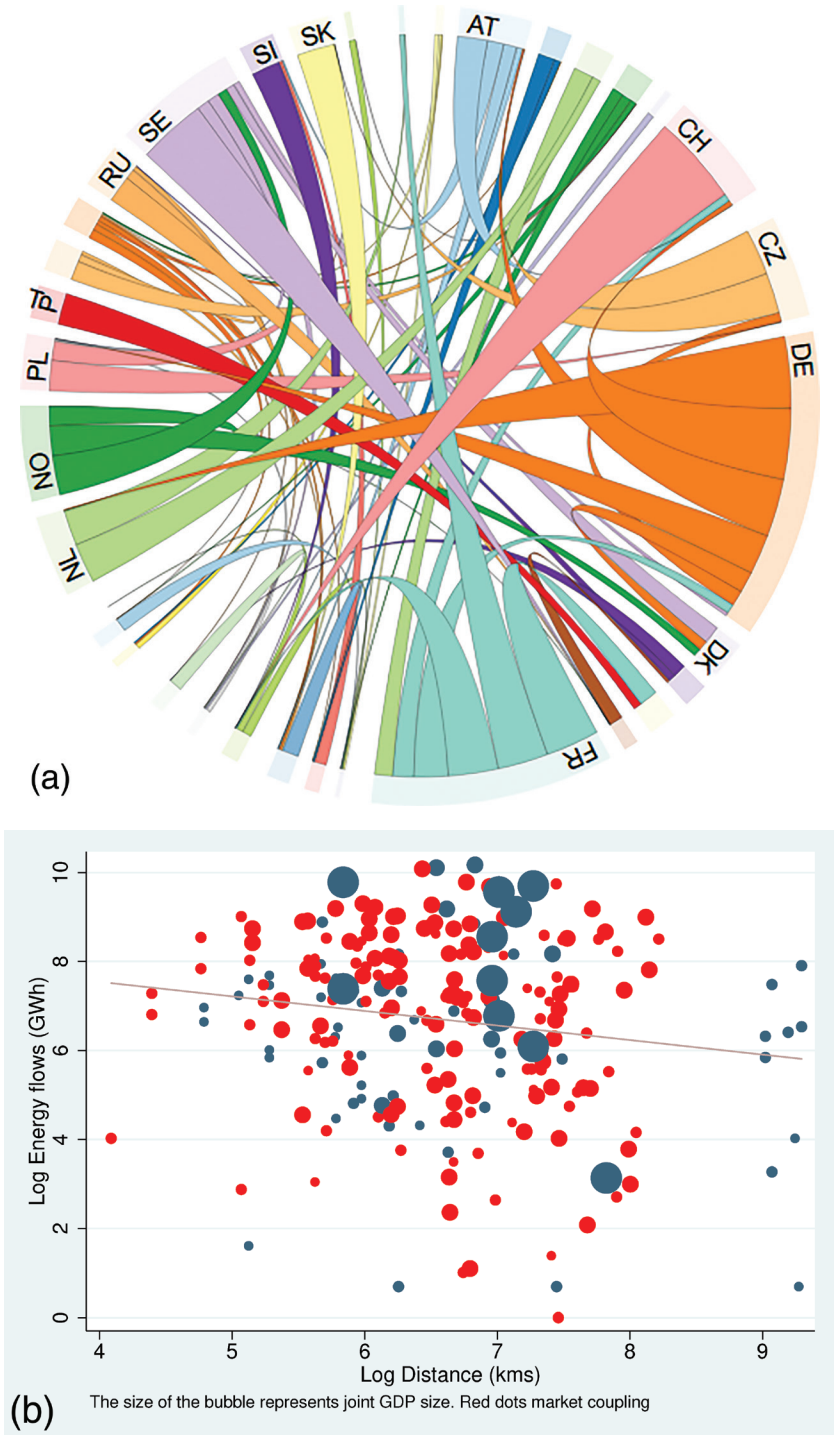 SK
SI
SE
RU
PT
PL
NO
NL
AT
CH
CZ
DE
DK
FR
(a)
Log Energy flows (GWh)
10
8
6
4
2
0
4 5 6 7 8 9
Log Distance (kms)
The size of the bubble represents joint GDP size. Red dots market coupling
(b)